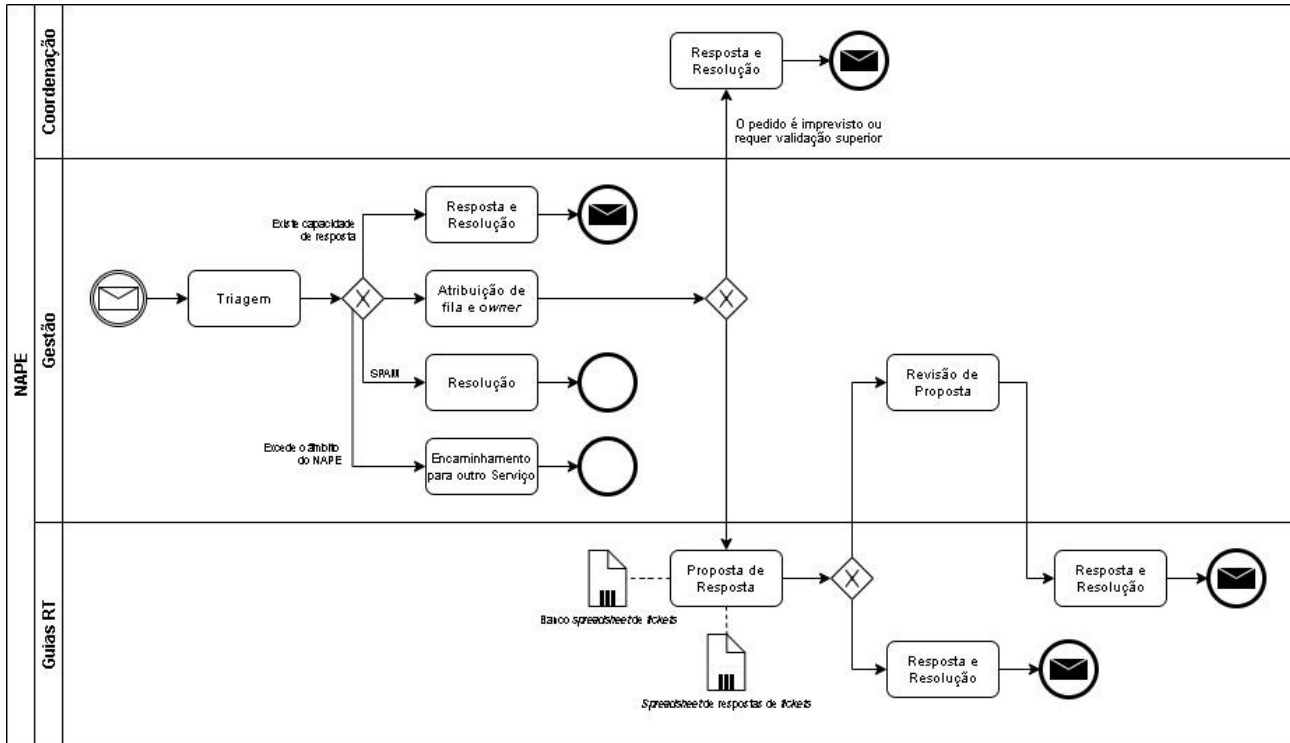 NAPE
Coordenação
Resposta e
Resolução
O pedido é imprevisto ou
requer validação superior
Gestão
Resposta e
Resolução
Existe capacidade
de resposta
Triagem
X
Atribuição de
fila e owner
X
SPAM
Resolução
Revisão de
Proposta
Excede o âmbito
do NAPE
Encaminhamento
para outro Serviço
Guias RT
Proposta de
Resposta
X
Resposta e
Resolução
Banco spreadsheet de tickets
Resposta e
Resolução
Spreadsheet de respostas de tickets